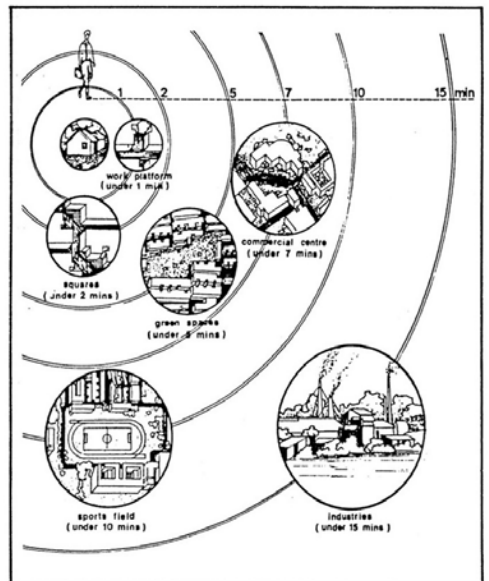 1 2 5 7 10 15 min
work platform
(under 1 min)
commercial centre
(under 7 mins)
squares
(under 2 mins)
green spaces
(under 5 mins)
sports field
(under 10 mins)
industries
(under 15 mins)